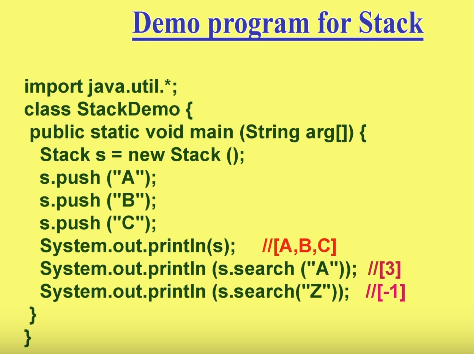 Demo program for Stack
import java.util.*;
class StackDemo {
public static void main (String arg[]) {
Stack s = new Stack ();
s.push ("A");
s.push ("B");
s.push ("C");
System.out.println(s); //[A,B,C]
System.out.println (s.search ("A")); //[3]
System.out.println (s.search("Z")); //[-1]
}
}